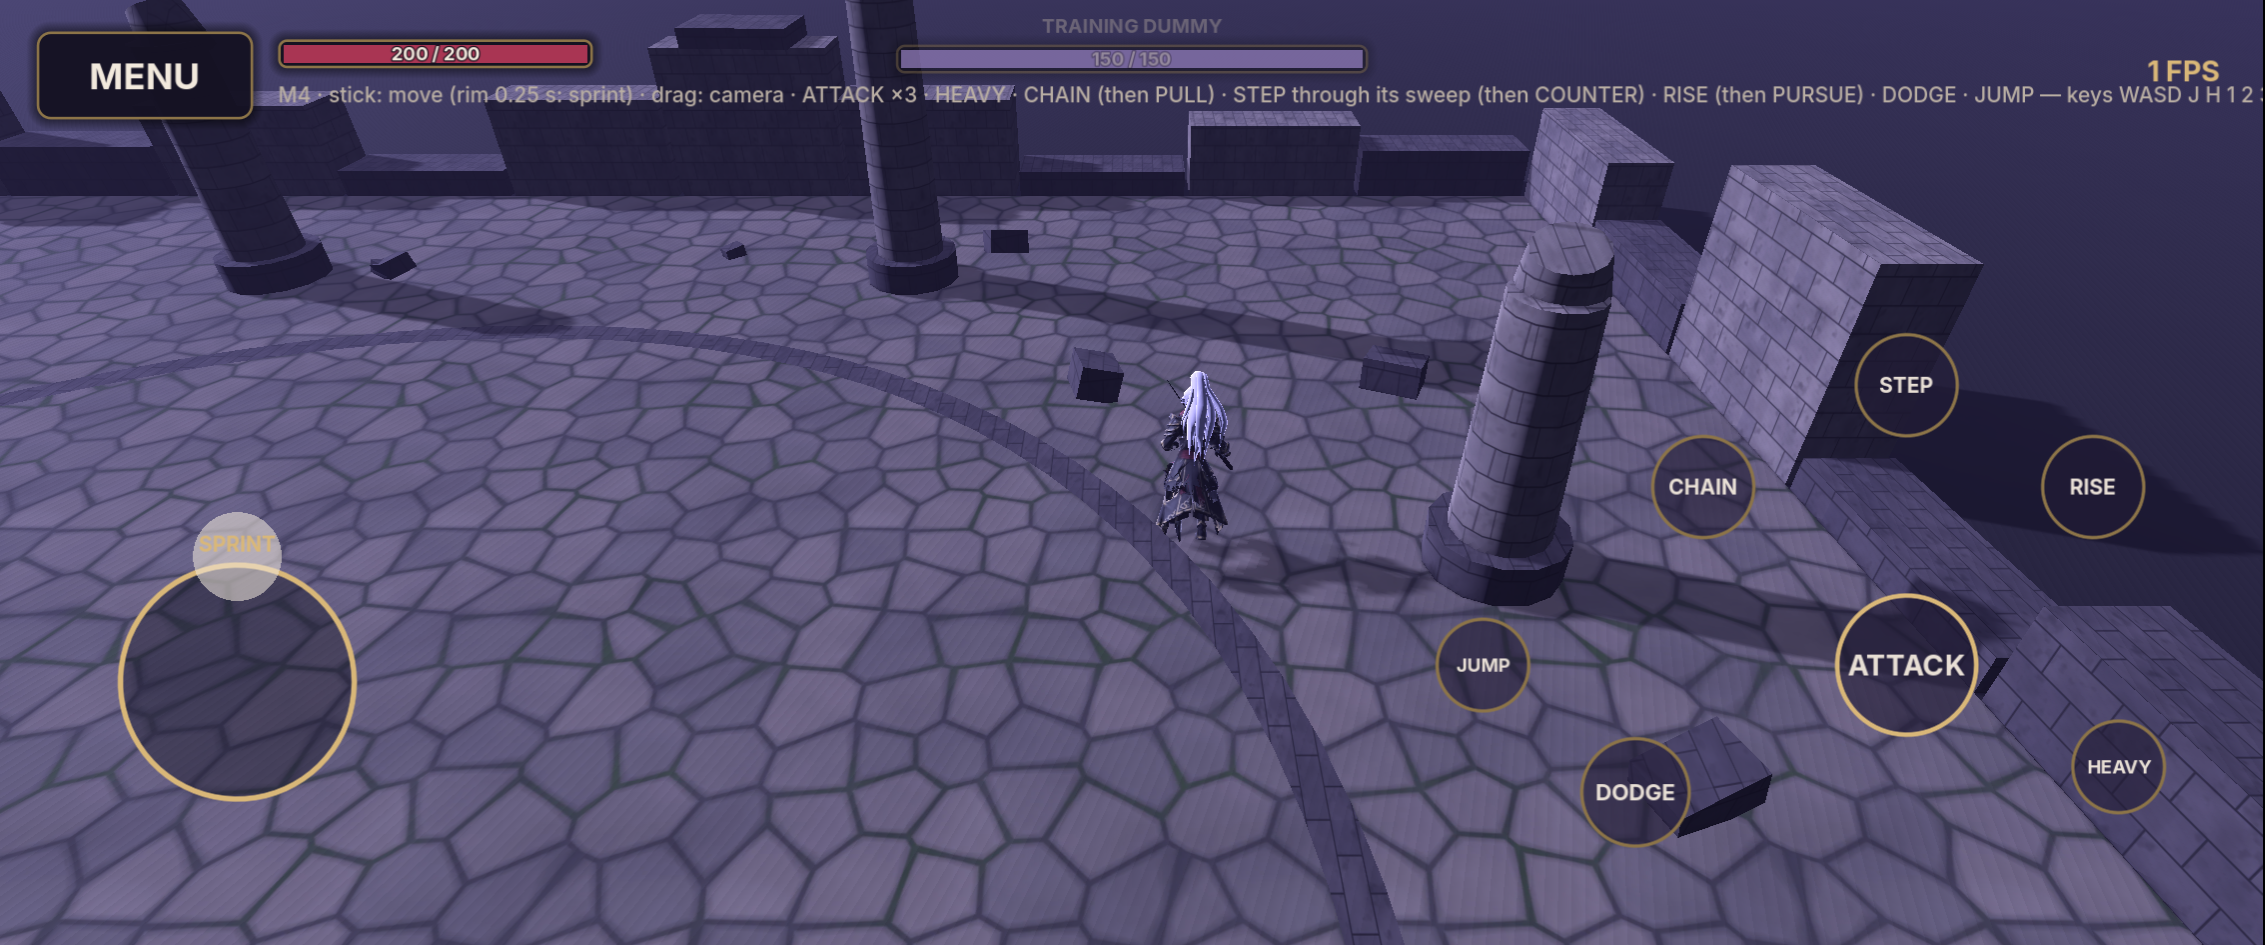 TRAINING DUMMY
MENU
200 / 200
150 / 150
1 FPS
M4 · stick: move (rim 0.25 s: sprint) · drag: camera · ATTACK ×3 · HEAVY · CHAIN (then PULL) · STEP through its sweep (then COUNTER) · RISE (then PURSUE) · DODGE · JUMP — keys WASD J H 1 2
STEP
CHAIN
RISE
SPRINT
JUMP
ATTACK
HEAVY
DODGE